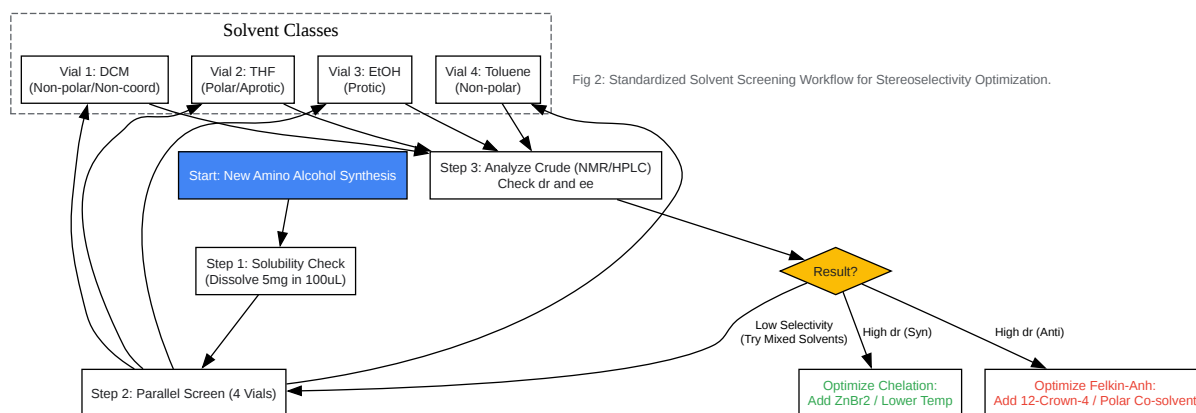 Solvent Classes
Vial 1: DCM
(Non-polar/Non-coord)
Vial 2: THF
(Polar/Aprotic)
Vial 3: EtOH
(Protic)
Vial 4: Toluene
(Non-polar)
Fig 2: Standardized Solvent Screening Workflow for Stereoselectivity Optimization.
Start: New Amino Alcohol Synthesis
Step 3: Analyze Crude (NMR/HPLC)
Check dr and ee
Step 1: Solubility Check
(Dissolve 5mg in 100uL)
Result?
Low Selectivity
(Try Mixed Solvents)
High dr (Syn)
High dr (Anti)
Step 2: Parallel Screen (4 Vials)
Optimize Chelation:
Add ZnBr2 / Lower Temp
Optimize Felkin-Anh:
Add 12-Crown-4 / Polar Co-solvent